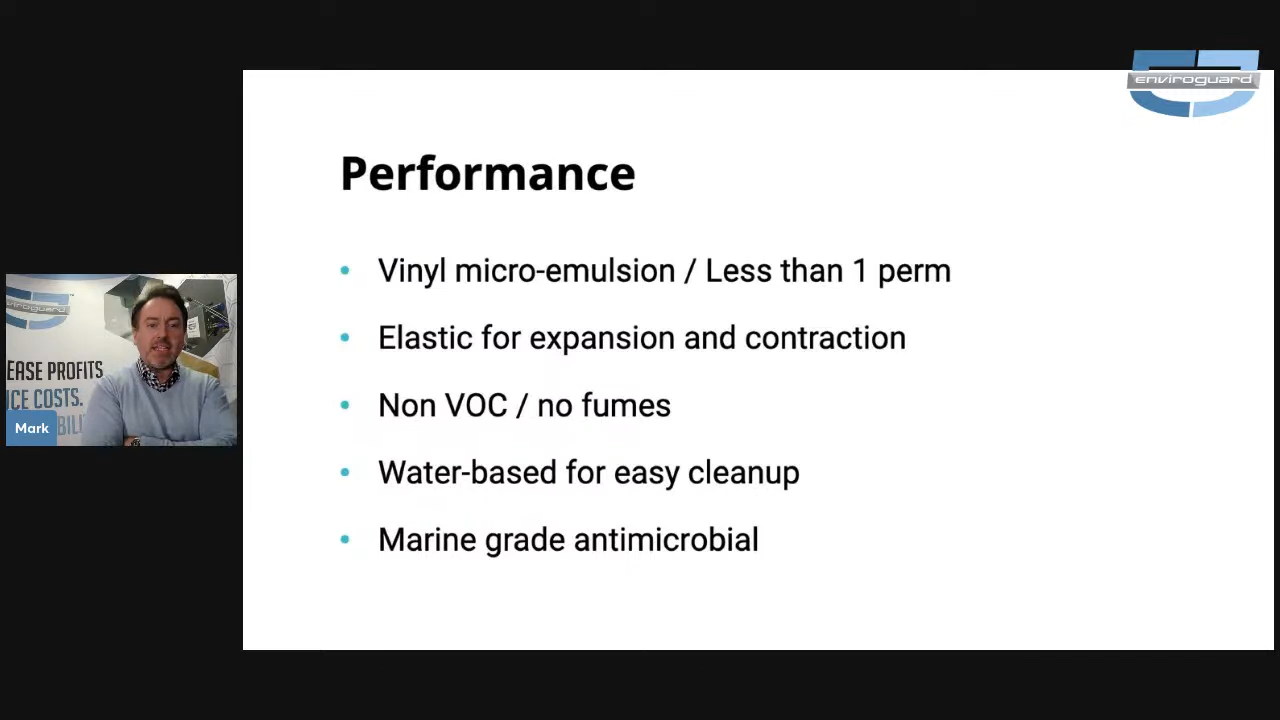 enviroguard
Performance
• Vinyl micro-emulsion / Less than 1 perm
• Elastic for expansion and contraction
• Non VOC / no fumes
• Water-based for easy cleanup
• Marine grade antimicrobial
EASE PROFITS
CE COSTS.
BILI
Mark